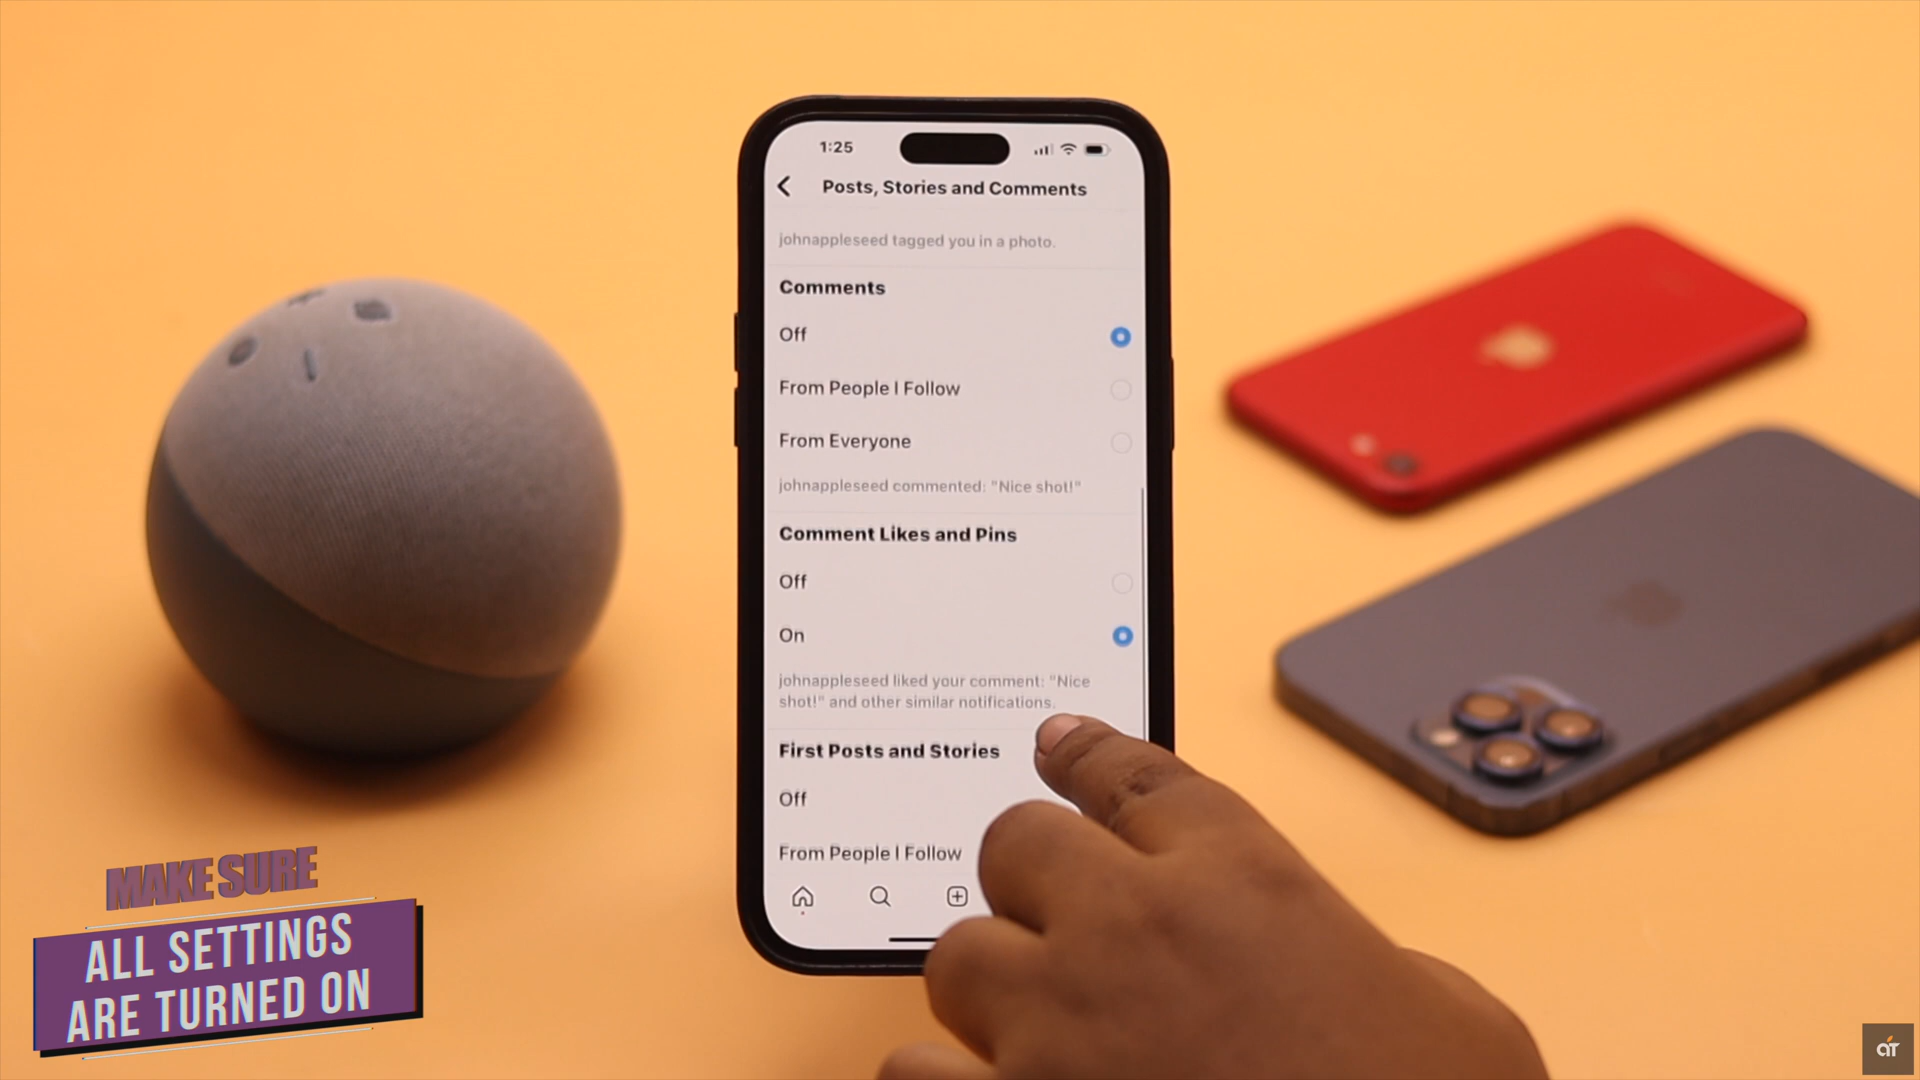 1:25
Posts, Stories and Comments
johnappleseed tagged you in a photo.
Comments
Off
From People I Follow
From Everyone
johnappleseed commented: "Nice shot!"
Comment Likes and Pins
Off
On
johnappleseed liked your comment: "Nice
shot!" and other similar notifications.
First Posts and Stories
Off
From People I Follow
MAKE SURE
ALL SETTINGS
ARE TURNED ON
aT